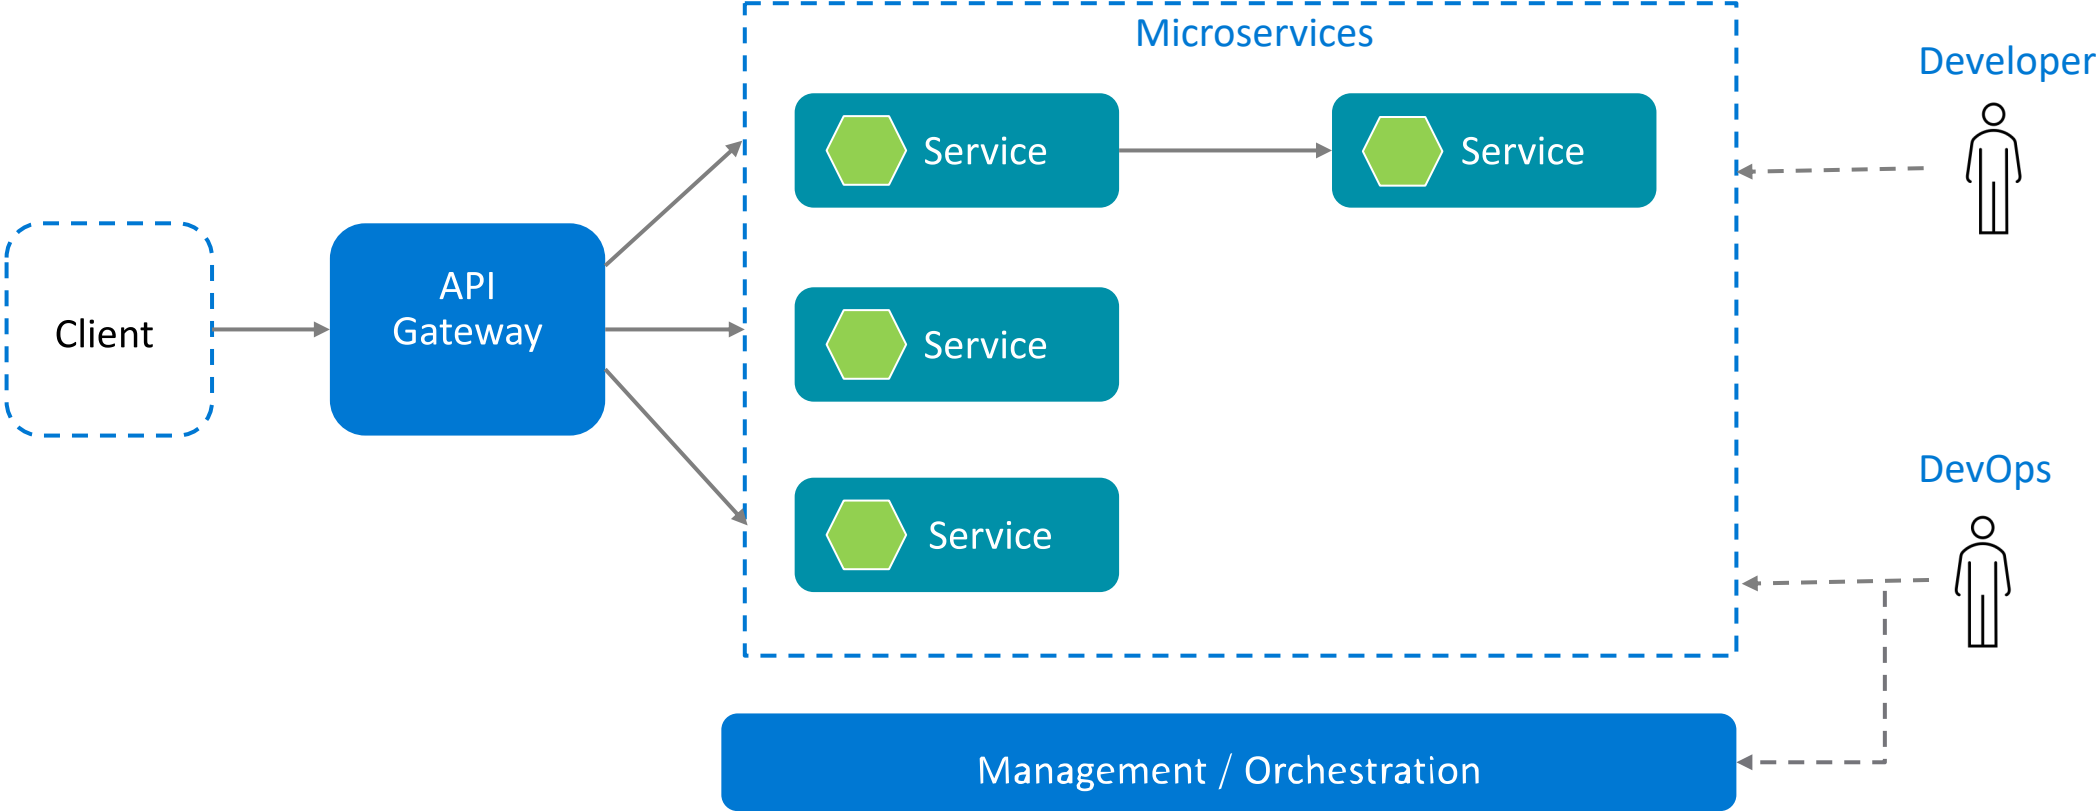 Microservices
Developer
Service
Service
Client
API
Gateway
Service
DevOps
Service
Management / Orchestration